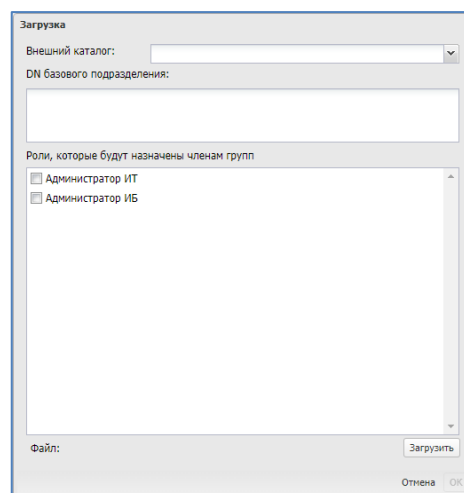 Загрузка
Внешний каталог:
DN базового подразделения:
Роли, которые будут назначены членам групп
Администратор ИТ
Администратор ИБ
Файл:
Загрузить
Отмена
ОК